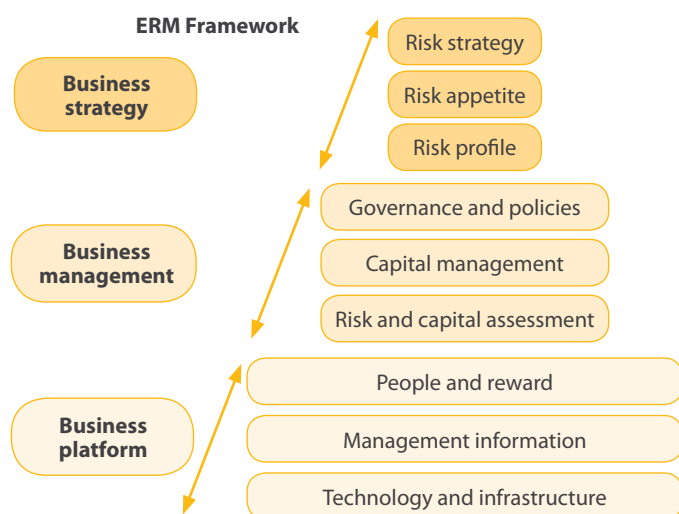 ERM Framework
Business
strategy
Risk strategy
Risk appetite
Risk profile
Business
management
Governance and policies
Capital management
Risk and capital assessment
Business
platform
People and reward
Management information
Technology and infrastructure